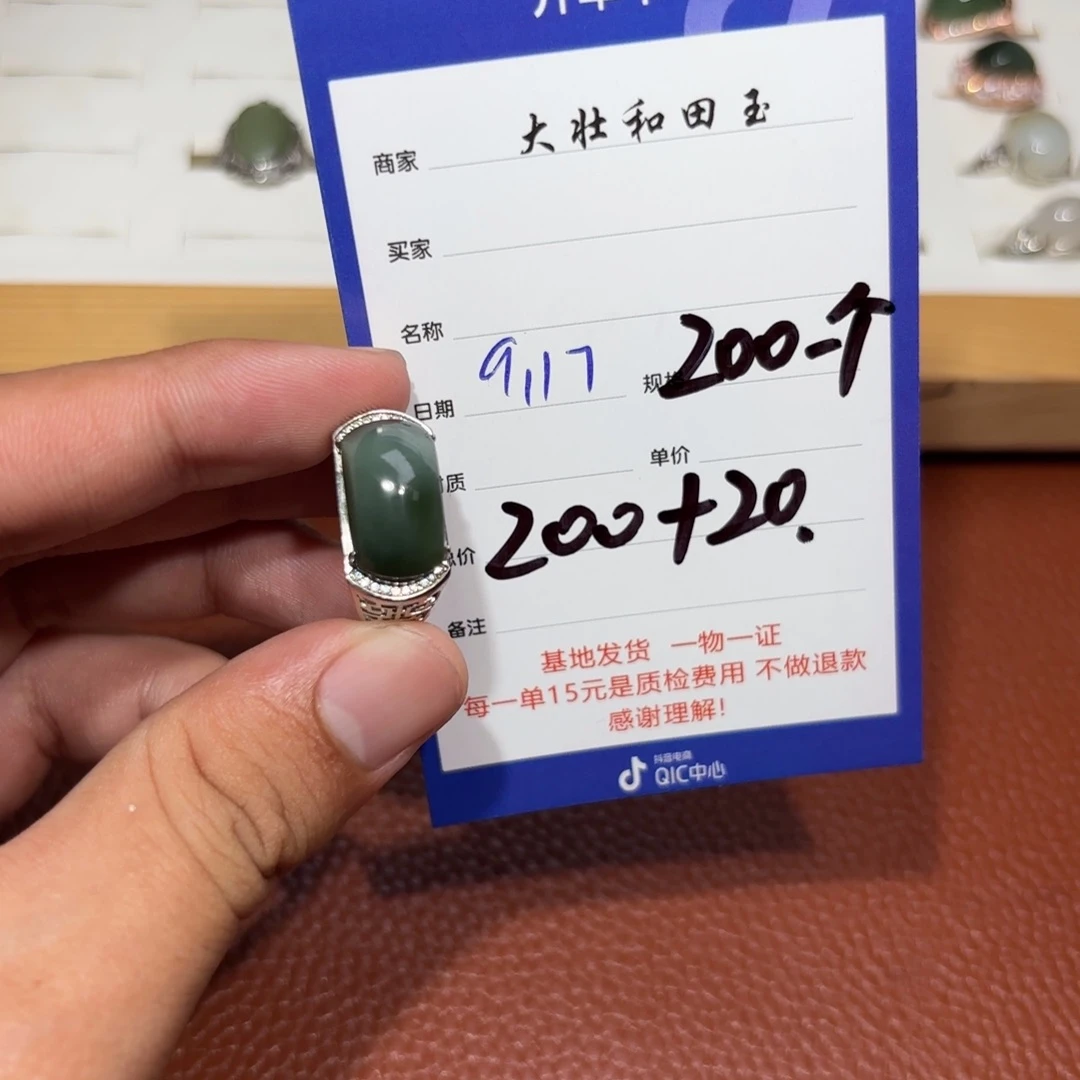 商家 大壮和田玉
买家
名称
日期 9,17 规 200一个
质 单价
总价 200+20.
备注
基地发货 一物一证
每一单15元是质检费用 不做退款
感谢理解!
抖音电商
QIC中心